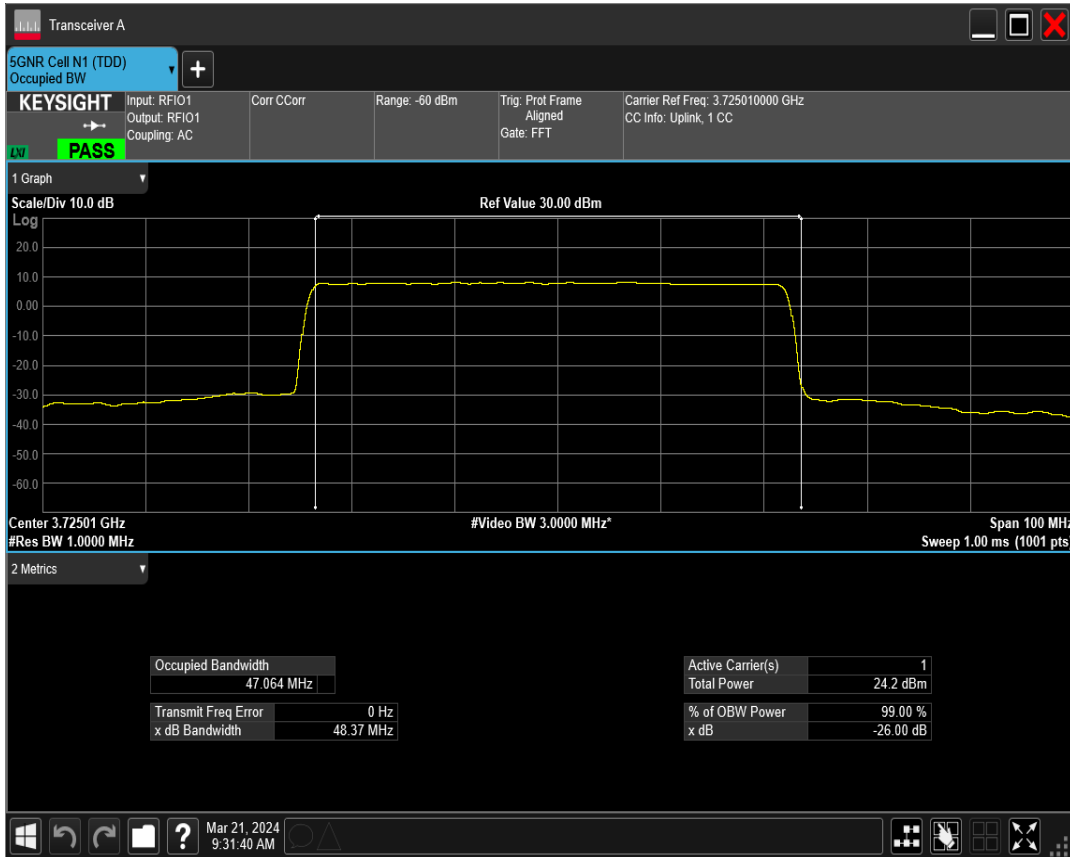 Transceiver A
5GNR Cell N1 (TDD)
Occupied BW
+
KEYSIGHT
LXI
PASS
Input: RFIO1
Output: RFIO1
Coupling: AC
Corr CCorr
Range: -60 dBm
Trig: Prot Frame
Aligned
Gate: FFT
Carrier Ref Freq: 3.725010000 GHz
CC Info: Uplink, 1 CC
1 Graph
Scale/Div 10.0 dB
Ref Value 30.00 dBm
Log
20.0
10.0
0.00
-10.0
-20.0
-30.0
-40.0
-50.0
-60.0
Center 3.72501 GHz
#Video BW 3.0000 MHz*
Span 100 MHz
#Res BW 1.0000 MHz
Sweep 1.00 ms (1001 pts
2 Metrics
Occupied Bandwidth
47.064 MHz
Transmit Freq Error 0 Hz
x dB Bandwidth 48.37 MHz
Active Carrier(s) 1
Total Power 24.2 dBm
% of OBW Power 99.00 %
x dB -26.00 dB
?
Mar 21, 2024
9:31:40 AM